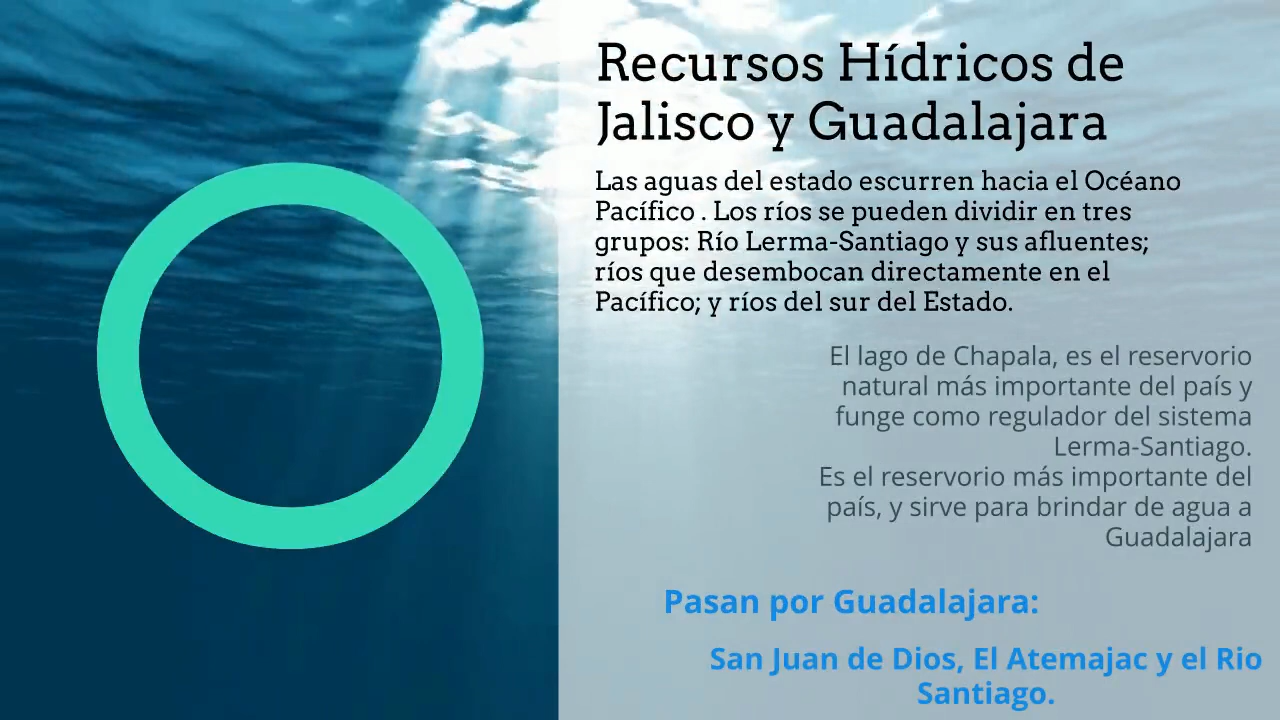 Recursos Hídricos de
Jalisco y Guadalajara
Las aguas del estado escurren hacia el Océano
Pacífico . Los ríos se pueden dividir en tres
grupos: Río Lerma-Santiago y sus afluentes;
ríos que desembocan directamente en el
Pacífico; y ríos del sur del Estado.
El lago de Chapala, es el reservorio
natural más importante del país y
funge como regulador del sistema
Lerma-Santiago.
Es el reservorio más importante del
país, y sirve para brindar de agua a
Guadalajara
Pasan por Guadalajara:
San Juan de Dios, El Atemajac y el Rio
Santiago.